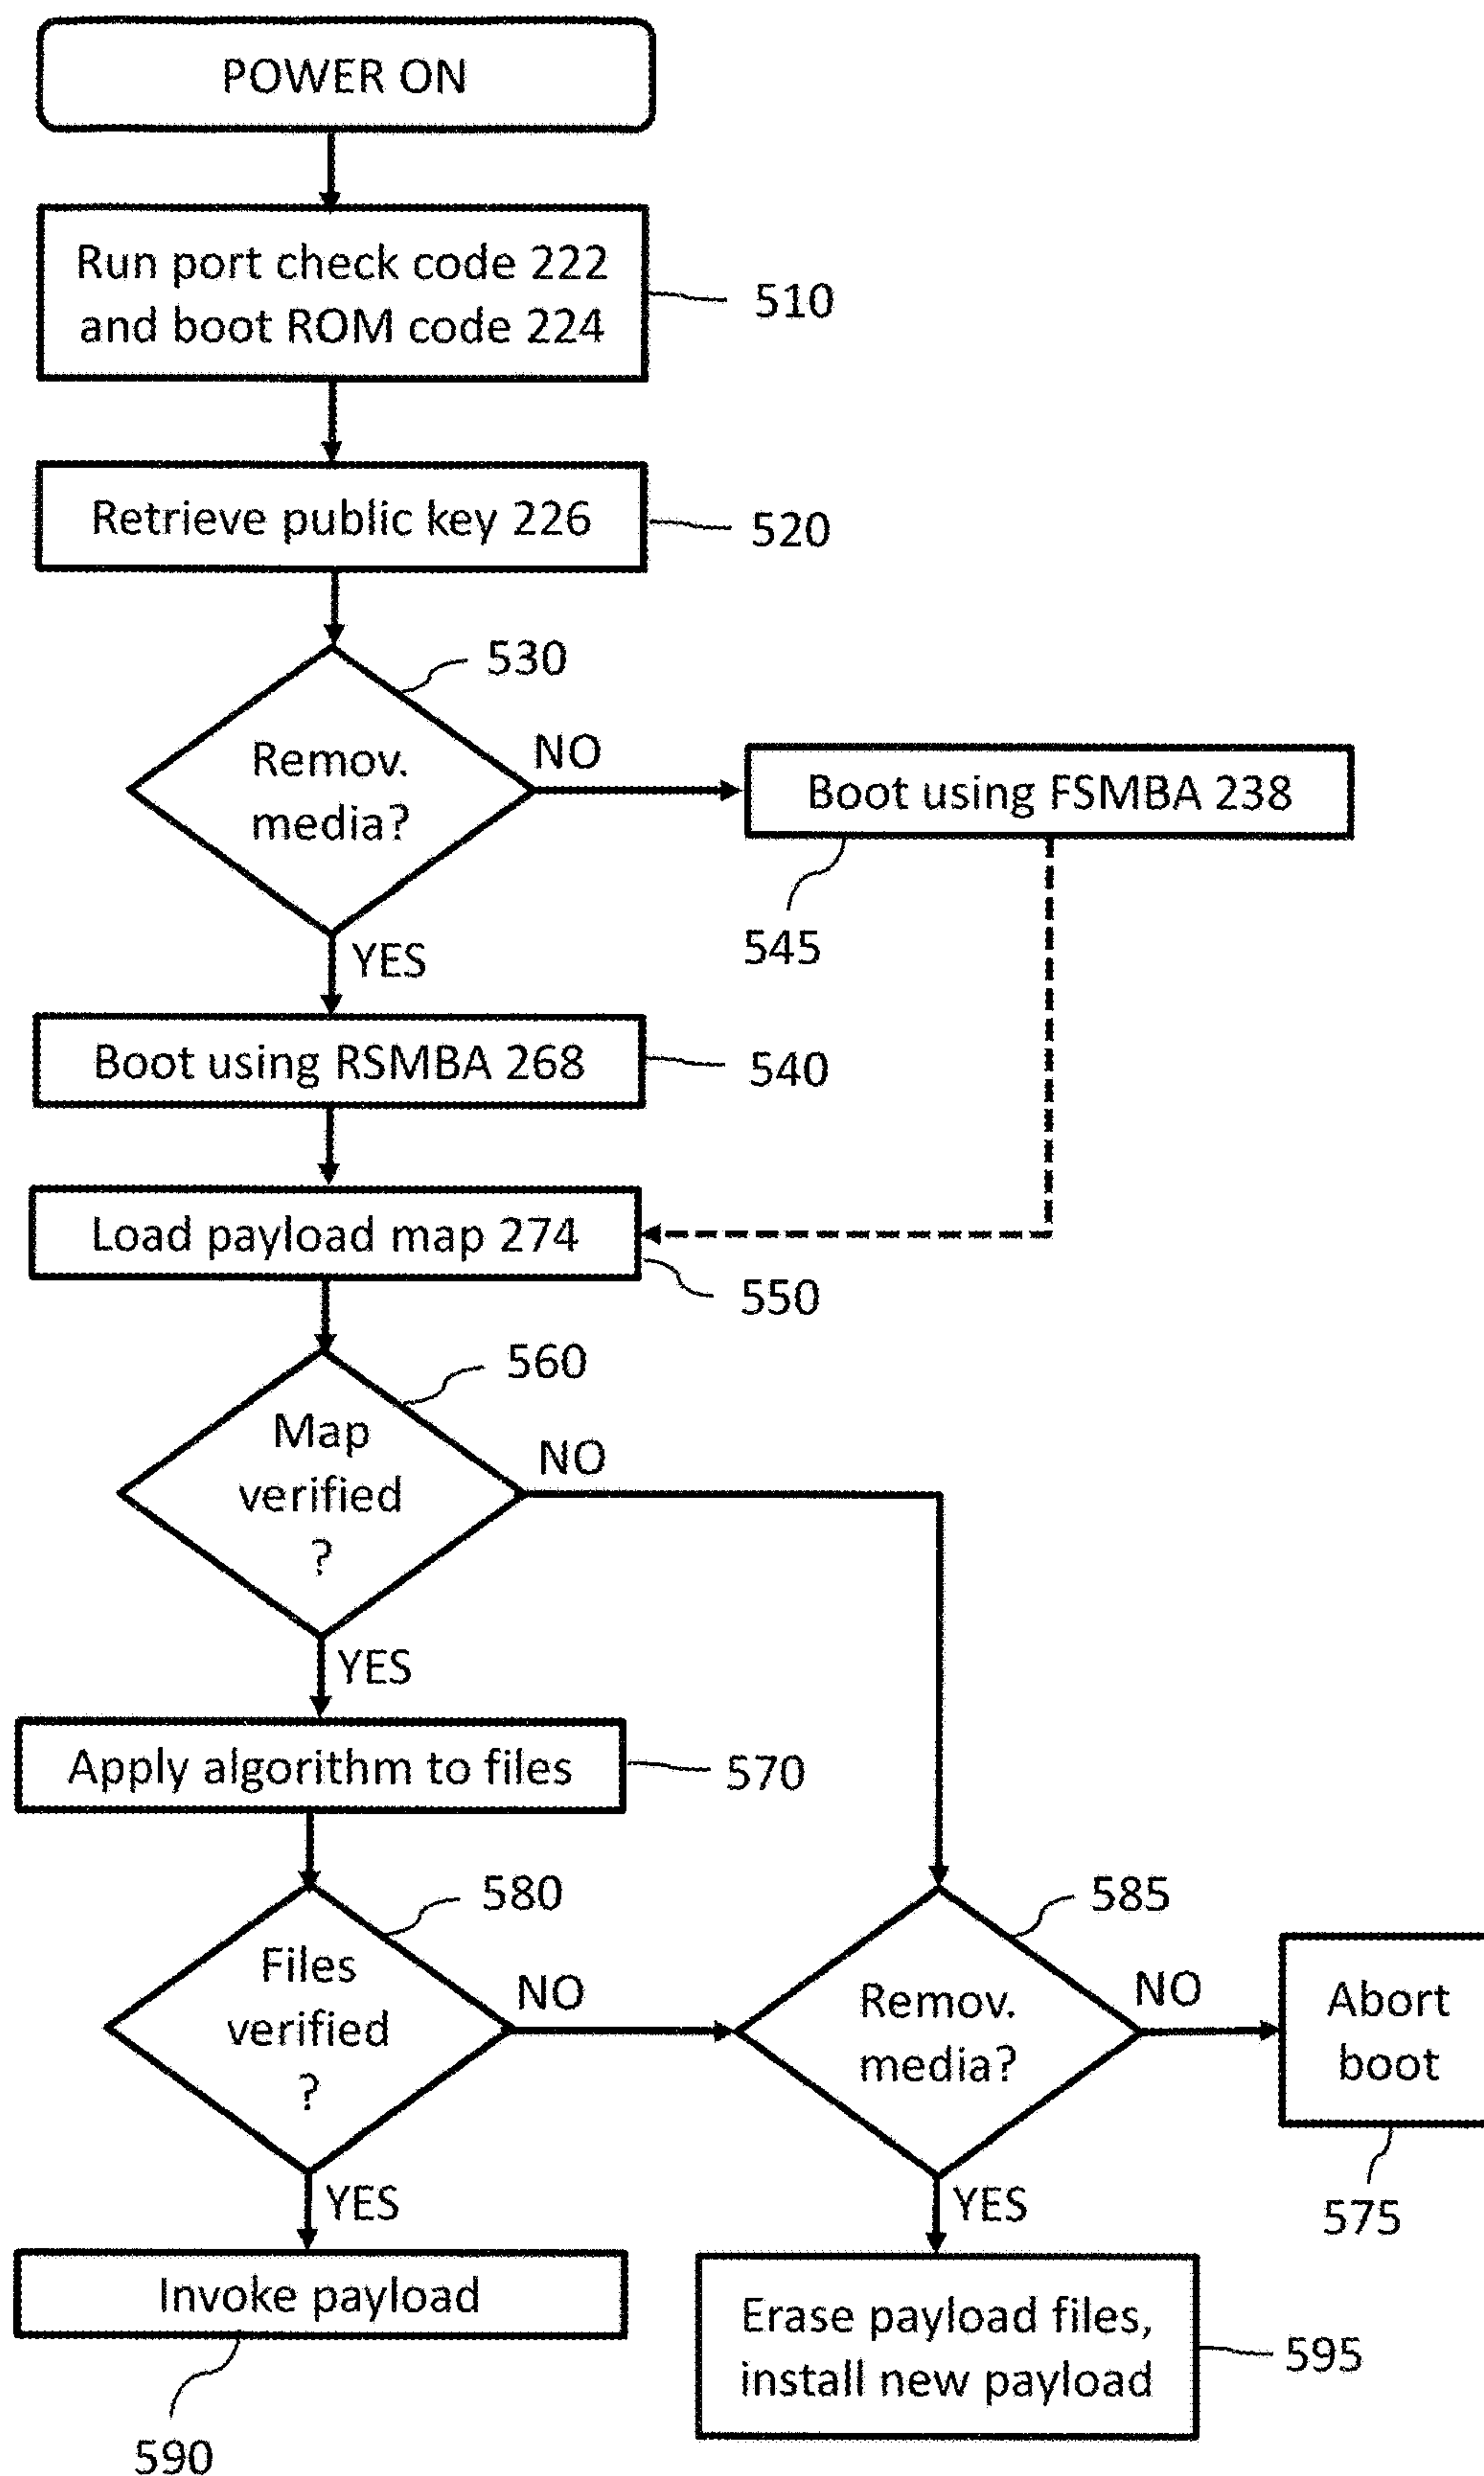 POWER ON
Run port check code 222
and boot ROM code 224
510
Retrieve public key 226
520
530
Remov.
media?
NO
Boot using FSMBA 238
545
YES
Boot using RSMBA 268
540
Load payload map 274
550
560
Map
verified
?
NO
YES
Apply algorithm to files
570
580
Files
verified
?
NO
585
Remov.
media?
NO
Abort
boot
575
YES
Invoke payload
590
YES
Erase payload files,
install new payload
595